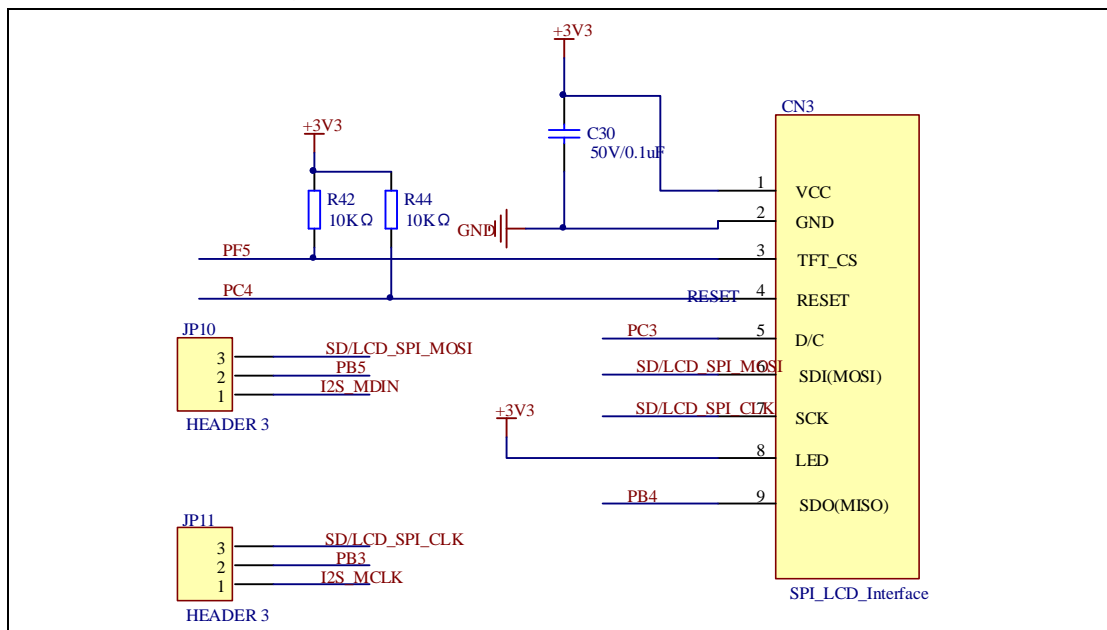 +3V3
CN3
+3V3
C30
50V/0.1uF
R42
10KΩ
R44
10KΩ
1 VCC
2 GND
GND
PF5
3 TFT_CS
PC4
RESET
4 RESET
JP10
PC3
5 D/C
3 SD/LCD_SPI_MOSI
2 PB5
1 I2S_MDIN
HEADER 3
SD/LCD_SPI_MOSI
6 SDI(MOSI)
SD/LCD_SPI_CLK
7 SCK
+3V3
8 LED
PB4
9 SDO(MISO)
JP11
3 SD/LCD_SPI_CLK
2 PB3
1 I2S_MCLK
HEADER 3
SPI_LCD_Interface